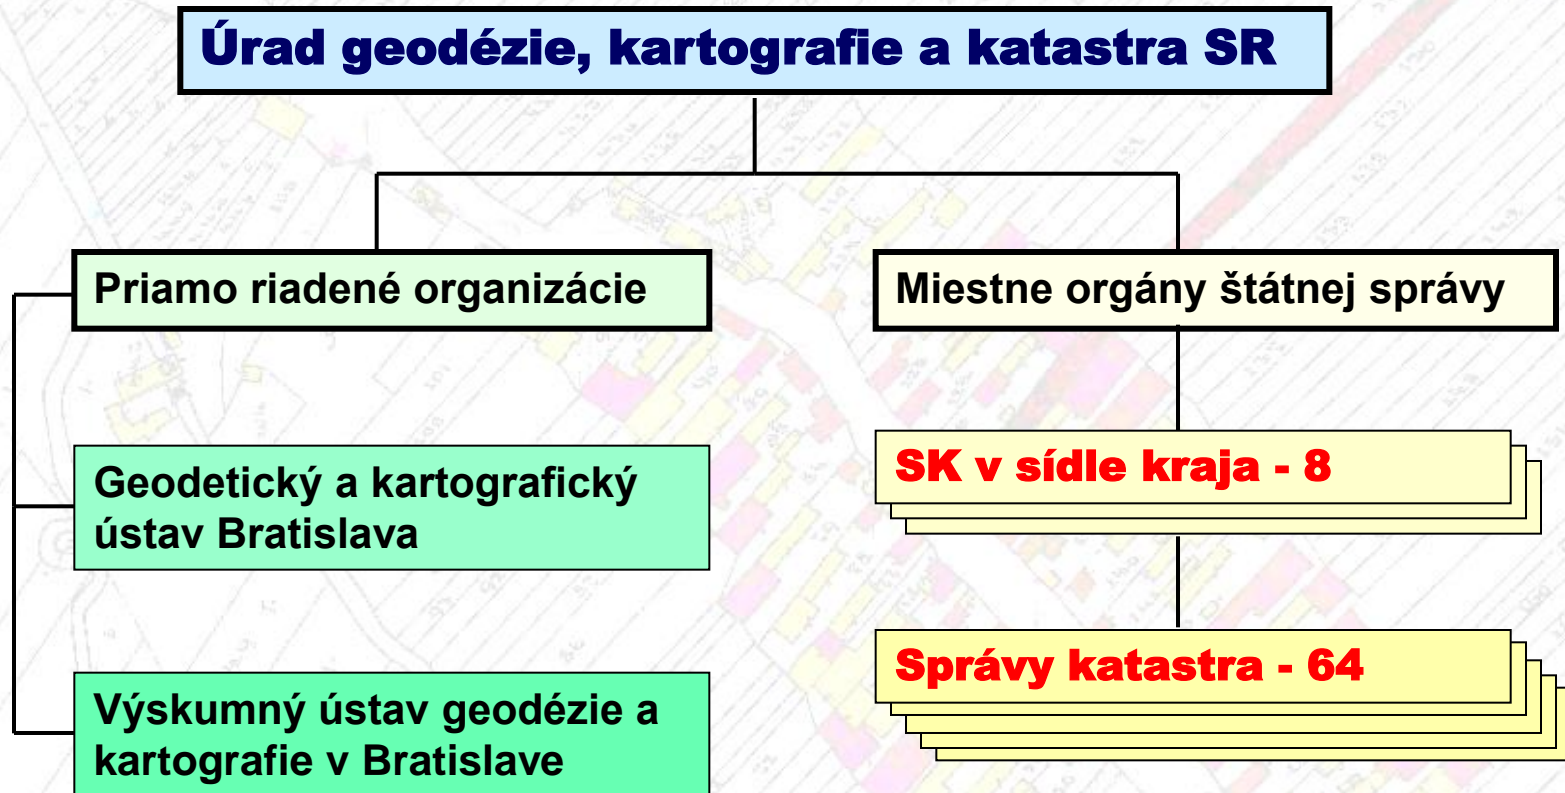 Úrad geodézie, kartografie a katastra SR
Priamo riadené organizácie
Miestne orgány štátnej správy
Geodetický a kartografický
ústav Bratislava
SK v sídle kraja - 8
Správy katastra - 64
Výskumný ústav geodézie a
kartografie v Bratislave